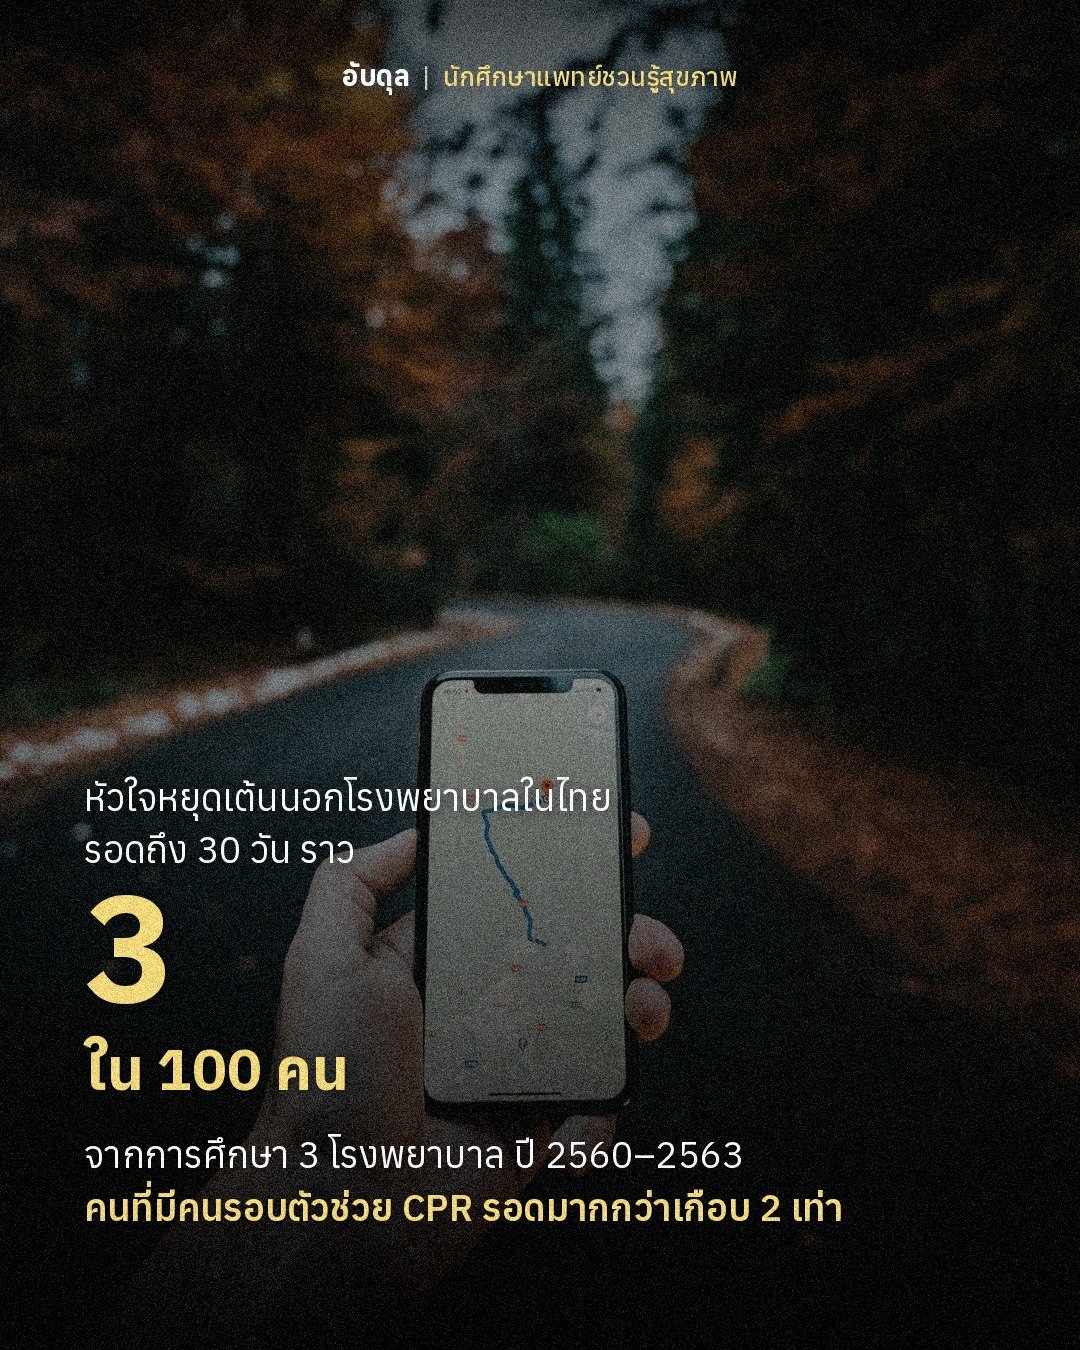 อับดุล | นักศึกษาแพทย์ชวนรู้สุขภาพ
หัวใจหยุดเต้นนอกโรงพยาบาลในไทย
รอดถึง 30 วัน ราว
3
ใน 100 คน
จากการศึกษา 3 โรงพยาบาล ปี 2560–2563
คนที่มีคนรอบตัวช่วย CPR รอดมากกว่าเกือบ 2 เท่า